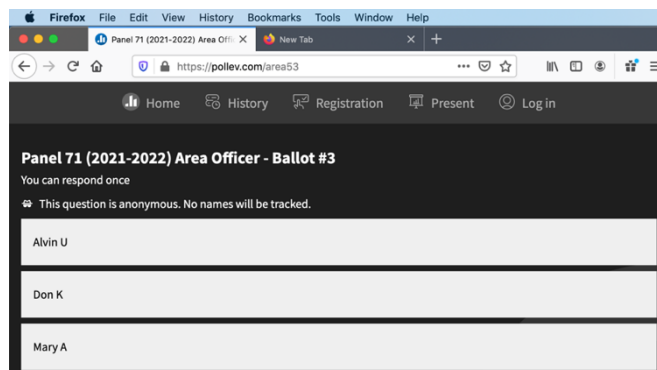 Firefox File Edit View History Bookmarks Tools Window Help
Panel 71 (2021-2022) Area Offi New Tab
https://pollev.com/area53
Home History Registration Present Log in
Panel 71 (2021-2022) Area Officer - Ballot #3
You can respond once
This question is anonymous. No names will be tracked.
Alvin U
Don K
Mary A